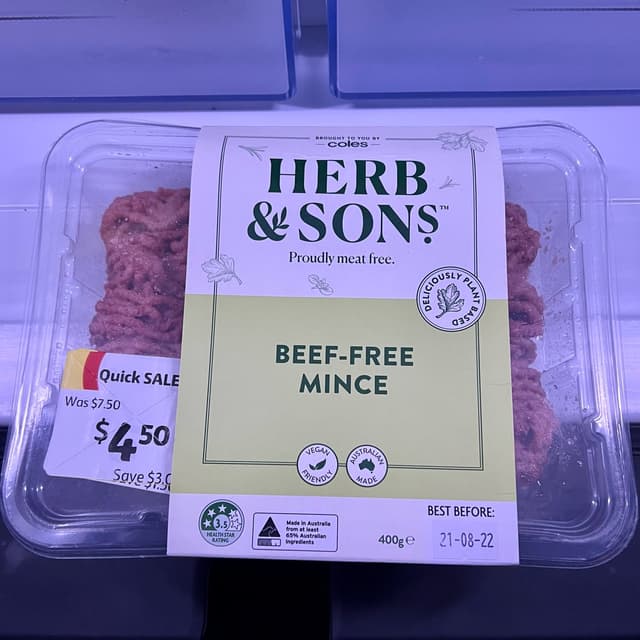 BROUGHT TO YOU BY
coles
HERB
& SONS™
Proudly meat free.
DELICIOUSLY PLANT BASED
BEEF-FREE
MINCE
VEGAN FRIENDLY
AUSTRALIAN MADE
Quick SALE
Was $7.50
$4.50
Save $3.
3.5
HEALTH STAR
RATING
Made in Australia
from at least
65% Australian
ingredients
400g e
BEST BEFORE:
21-08-22